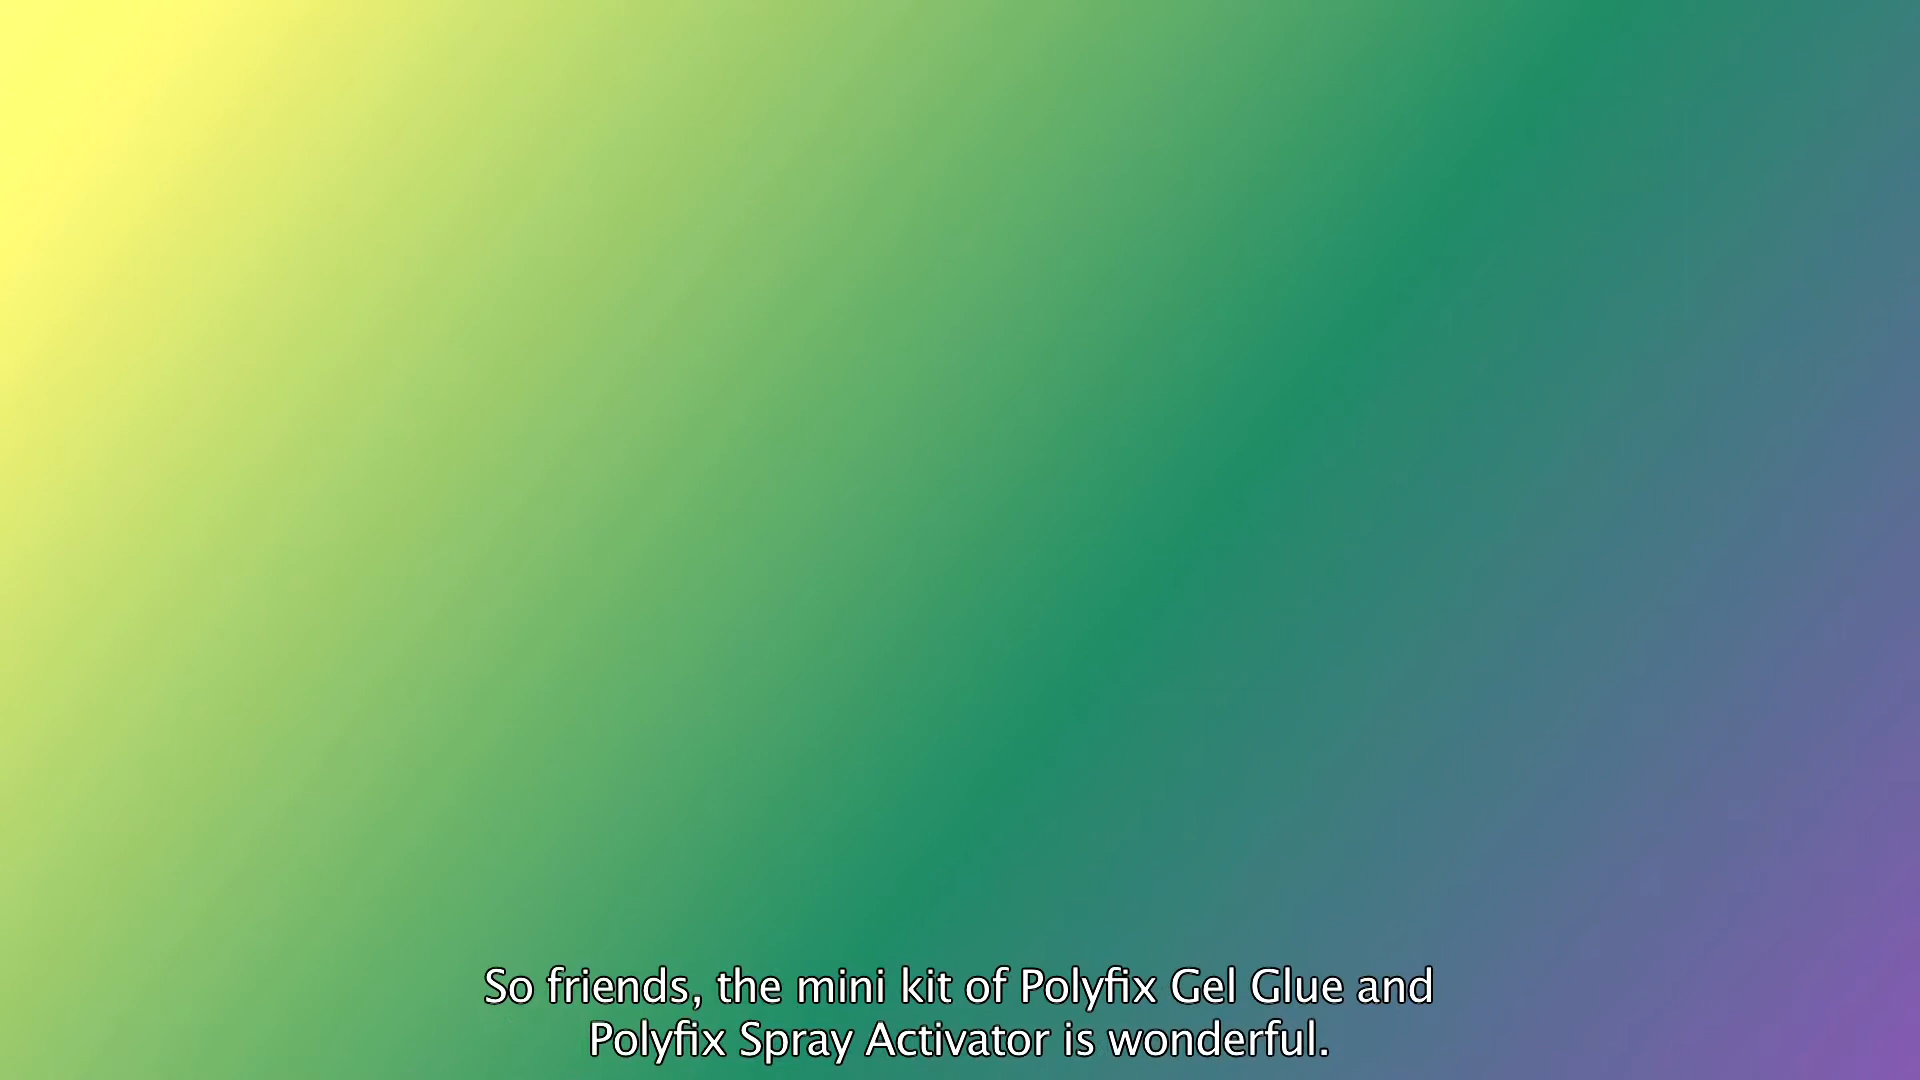 So friends, the mini kit of Polyfix Gel Glue and
Polyfix Spray Activator is wonderful.